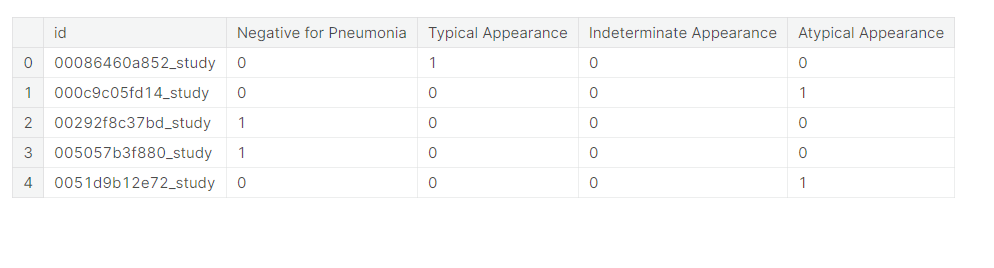 id Negative for Pneumonia Typical Appearance Indeterminate Appearance Atypical Appearance
0 00086460a852_study 0 1 0 0
1 000c9c05fd14_study 0 0 0 1
2 00292f8c37bd_study 1 0 0 0
3 005057b3f880_study 1 0 0 0
4 0051d9b12e72_study 0 0 0 1